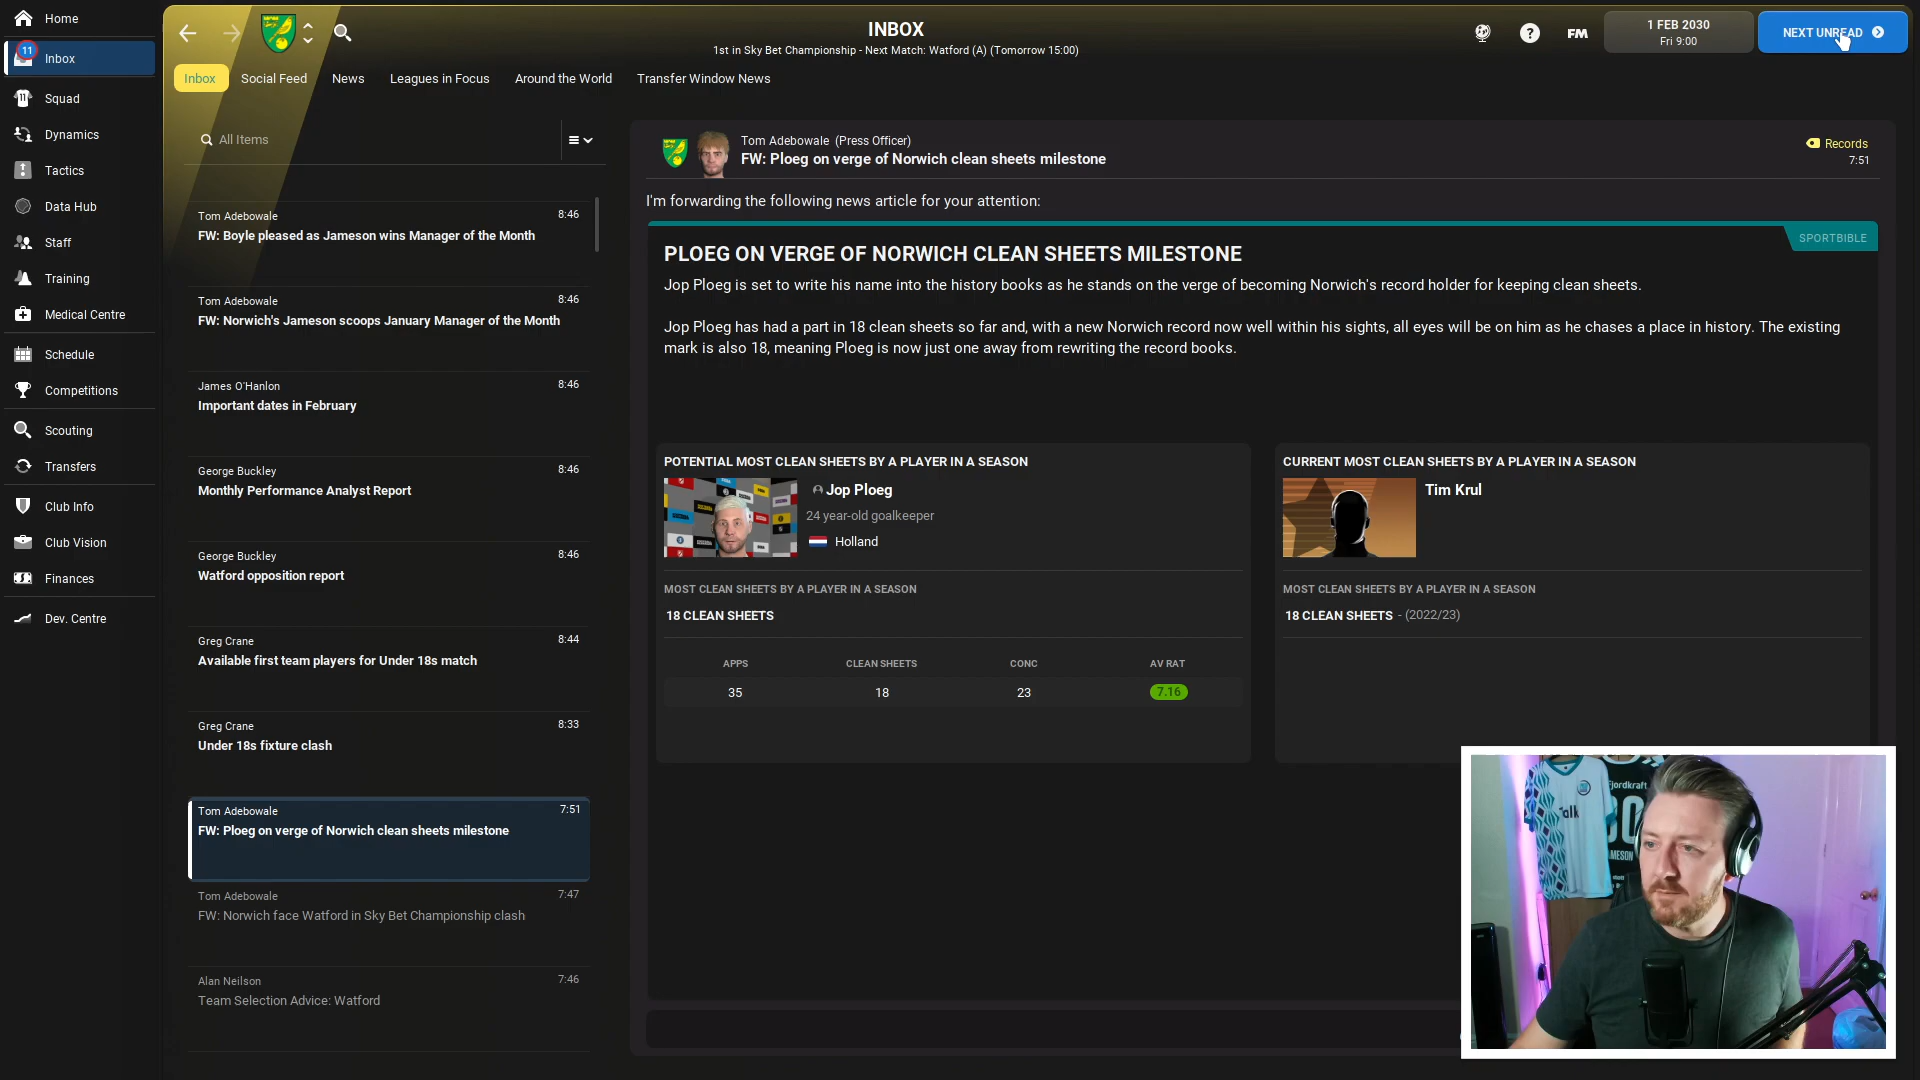 Home
11
Inbox
Squad
Dynamics
Tactics
Data Hub
Staff
Training
Medical Centre
Schedule
Competitions
Scouting
Transfers
Club Info
Club Vision
Finances
Dev. Centre
INBOX
1st in Sky Bet Championship - Next Match: Watford (A) (Tomorrow 15:00)
FM
1 FEB 2030
Fri 9:00
NEXT UNREAD
Inbox Social Feed News Leagues in Focus Around the World Transfer Window News
All Items
Tom Adebowale 8:46
FW: Boyle pleased as Jameson wins Manager of the Month
Tom Adebowale 8:46
FW: Norwich's Jameson scoops January Manager of the Month
James O'Hanlon 8:46
Important dates in February
George Buckley 8:46
Monthly Performance Analyst Report
George Buckley 8:46
Watford opposition report
Greg Crane 8:44
Available first team players for Under 18s match
Greg Crane 8:33
Under 18s fixture clash
Tom Adebowale 7:51
FW: Ploeg on verge of Norwich clean sheets milestone
Tom Adebowale 7:47
FW: Norwich face Watford in Sky Bet Championship clash
Alan Neilson 7:46
Team Selection Advice: Watford
Tom Adebowale (Press Officer)
FW: Ploeg on verge of Norwich clean sheets milestone
Records
7:51
I'm forwarding the following news article for your attention:
SPORTBIBLE
PLOEG ON VERGE OF NORWICH CLEAN SHEETS MILESTONE
Jop Ploeg is set to write his name into the history books as he stands on the verge of becoming Norwich's record holder for keeping clean sheets.
Jop Ploeg has had a part in 18 clean sheets so far and, with a new Norwich record now well within his sights, all eyes will be on him as he chases a place in history. The existing
mark is also 18, meaning Ploeg is now just one away from rewriting the record books.
POTENTIAL MOST CLEAN SHEETS BY A PLAYER IN A SEASON
Jop Ploeg
24 year-old goalkeeper
Holland
MOST CLEAN SHEETS BY A PLAYER IN A SEASON
18 CLEAN SHEETS
APPS CLEAN SHEETS CONC AV RAT
35 18 23 7.16
CURRENT MOST CLEAN SHEETS BY A PLAYER IN A SEASON
Tim Krul
MOST CLEAN SHEETS BY A PLAYER IN A SEASON
18 CLEAN SHEETS - (2022/23)
Fjordkraft
Talk
JAMESON